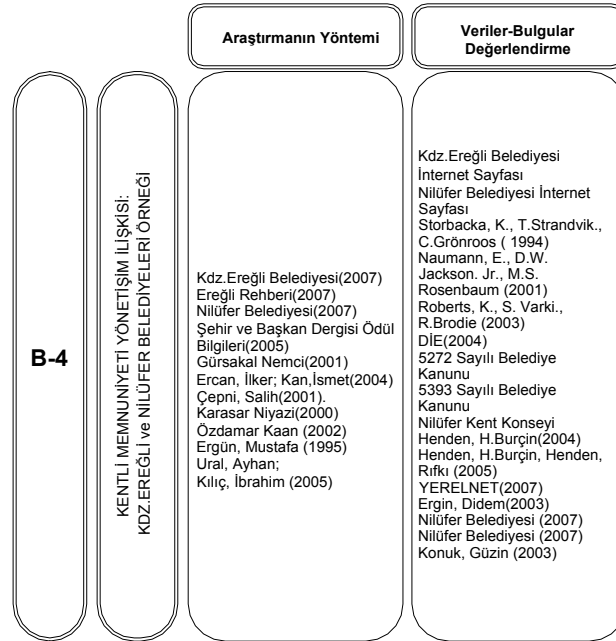 Araştırmanın Yöntemi
Veriler-Bulgular
Değerlendirme
B-4
KENTLİ MEMNUNİYETİ YÖNETİŞİM İLİŞKİSİ:
KDZ.EREĞLİ ve NİLÜFER BELEDİYELERİ ÖRNEĞİ
Kdz.Ereğli Belediyesi(2007)
Ereğli Rehberi(2007)
Nilüfer Belediyesi(2007)
Şehir ve Başkan Dergisi Ödül
Bilgileri(2005)
Gürsakal Nemci(2001)
Ercan, İlker; Kan,İsmet(2004)
Çepni, Salih(2001).
Karasar Niyazi(2000)
Özdamar Kaan (2002)
Ergün, Mustafa (1995)
Ural, Ayhan;
Kılıç, İbrahim (2005)
Kdz.Ereğli Belediyesi
İnternet Sayfası
Nilüfer Belediyesi İnternet
Sayfası
Storbacka, K., T.Strandvik.,
C.Grönroos ( 1994)
Naumann, E., D.W.
Jackson. Jr., M.S.
Rosenbaum (2001)
Roberts, K., S. Varki.,
R.Brodie (2003)
DİE(2004)
5272 Sayılı Belediye
Kanunu
5393 Sayılı Belediye
Kanunu
Nilüfer Kent Konseyi
Henden, H.Burçin(2004)
Henden, H.Burçin, Henden,
Rıfkı (2005)
YERELNET(2007)
Ergin, Didem(2003)
Nilüfer Belediyesi (2007)
Nilüfer Belediyesi (2007)
Konuk, Güzin (2003)